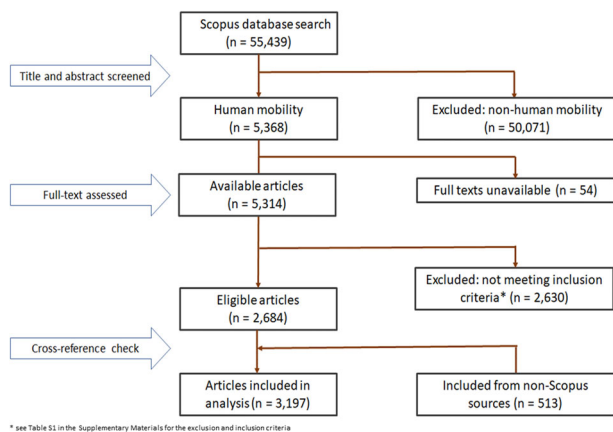 Scopus database search
(n = 55,439)
Title and abstract screened
Human mobility
(n = 5,368)
Excluded: non-human mobility
(n = 50,071)
Full-text assessed
Available articles
(n = 5,314)
Full texts unavailable (n = 54)
Excluded: not meeting inclusion
criteria* (n = 2,630)
Eligible articles
(n = 2,684)
Cross-reference check
Articles included in
analysis (n = 3,197)
Included from non-Scopus
sources (n = 513)
* see Table S1 in the Supplementary Materials for the exclusion and inclusion criteria